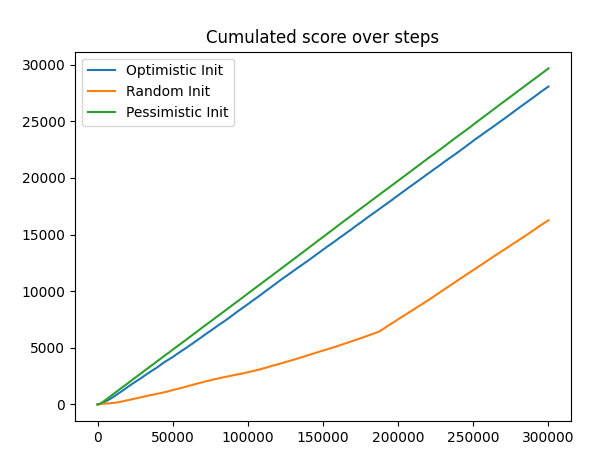 Cumulated score over steps
Optimistic Init
Random Init
Pessimistic Init
30000
25000
20000
15000
10000
5000
0
0 50000 100000 150000 200000 250000 300000